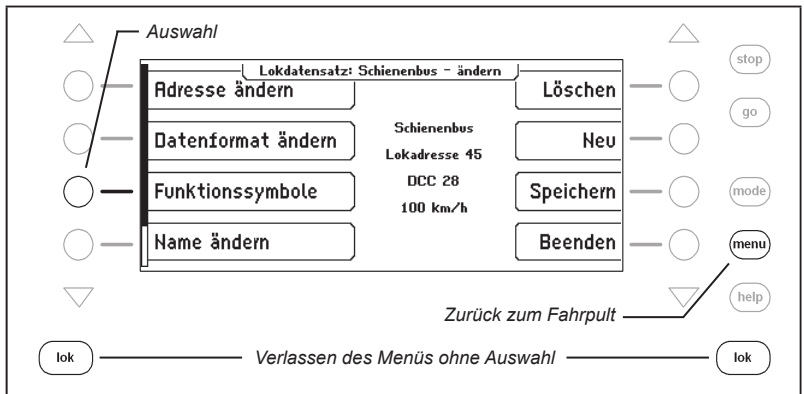 Auswahl
stop
Lokdatensatz: Schienenbus - ändern
Adresse ändern
Löschen
go
Datenformat ändern
Schienenbus
Neu
Lokadresse 45
Funktionssymbole
DCC 28
Speichern
mode
100 km/h
Name ändern
Beenden
menu
help
Zurück zum Fahrpult
lok
Verlassen des Menüs ohne Auswahl
lok